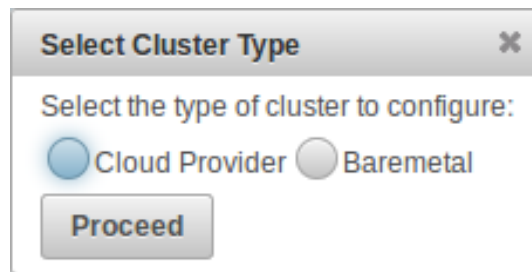 Select Cluster Type
Select the type of cluster to configure:
Cloud Provider Baremetal
Proceed